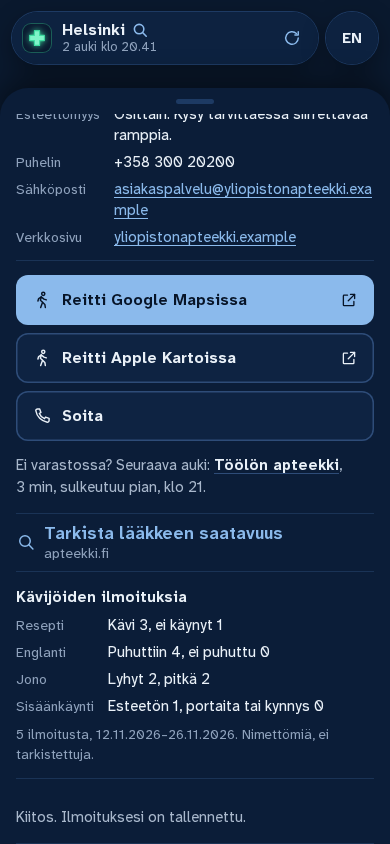 Helsinki
2 auki klo 20.41
EN
Esteettömyys Osittain. Kysy tarvittaessa siirrettävää
ramppia.
Puhelin +358 300 20200
Sähköposti asiakaspalvelu@yliopistonapteekki.exa
mple
Verkkosivu yliopistonapteekki.example
Reitti Google Mapsissa
Reitti Apple Kartoissa
Soita
Ei varastossa? Seuraava auki: Töölön apteekki,
3 min, sulkeutuu pian, klo 21.
Tarkista lääkkeen saatavuus
apteekki.fi
Kävijöiden ilmoituksia
Resepti Kävi 3, ei käynyt 1
Englanti Puhuttiin 4, ei puhuttu 0
Jono Lyhyt 2, pitkä 2
Sisäänkäynti Esteetön 1, portaita tai kynnys 0
5 ilmoitusta, 12.11.2026–26.11.2026. Nimettömiä, ei
tarkistettuja.
Kiitos. Ilmoituksesi on tallennettu.